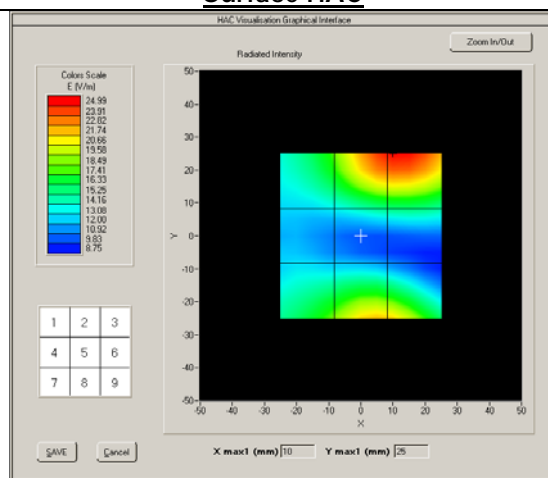 Surface HAC
HAC Visualisation Graphical Interface
Zoom In/Out
Radiated Intensity
Colors Scale
E (V/m)
24.99
23.91
22.82
21.74
20.66
19.58
18.49
17.41
16.33
15.25
14.16
13.08
12.00
10.92
9.83
8.75
50
40
30
20
10
0
-10
-20
-30
-40
-50
Y
-50 -40 -30 -20 -10 0 10 20 30 40 50
X
1 2 3
4 5 6
7 8 9
SAVE
Cancel
X max1 (mm) 10 Y max1 (mm) 25